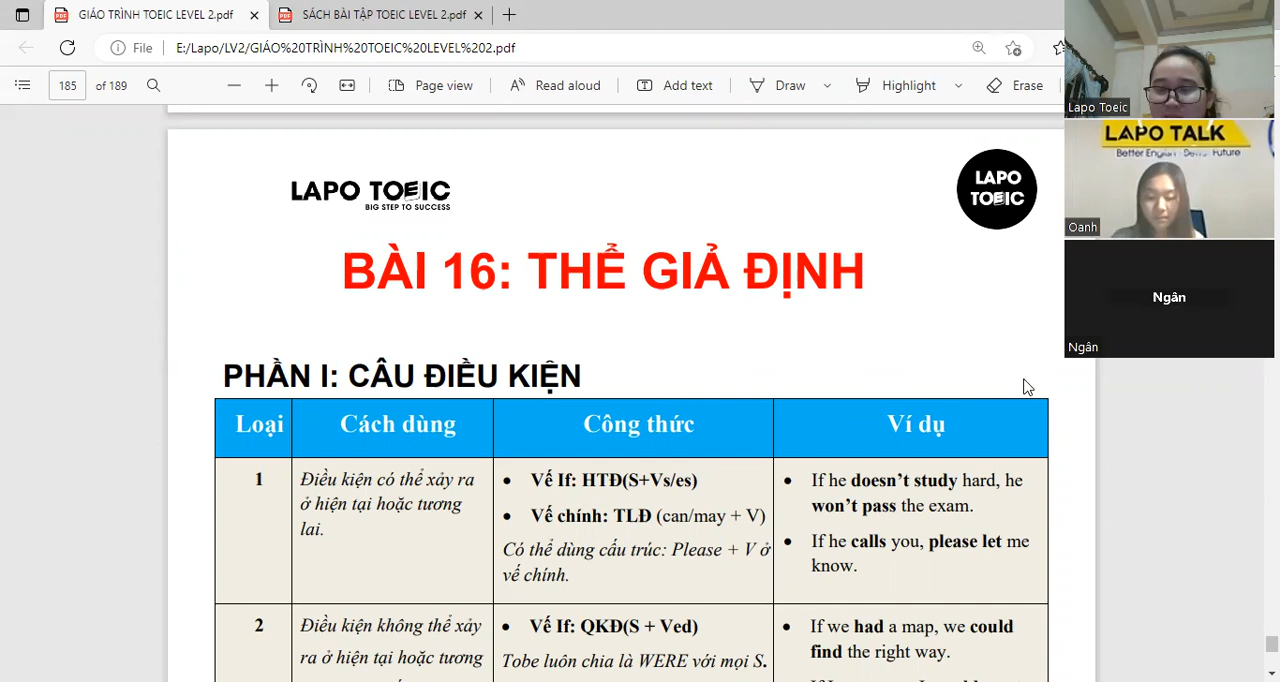 GIÁO TRÌNH TOEIC LEVEL 2.pdf
SÁCH BÀI TẬP TOEIC LEVEL 2.pdf
File
E:/Lapo/LV2/GIÁO%20TRÌNH%20TOEIC%20LEVEL%202.pdf
185 of 189
Page view
Read aloud
Add text
Draw
Highlight
Erase
Lapo Toeic
LAPO TALK
Better English Better Future
Oanh
Ngân
Ngân
LAPO TOEIC
BIG STEP TO SUCCESS
LAPO
TOEIC
BÀI 16: THỂ GIẢ ĐỊNH
PHẦN I: CÂU ĐIỀU KIỆN
Loại
Cách dùng
Công thức
Ví dụ
1
Điều kiện có thể xảy ra
ở hiện tại hoặc tương
lai.
• Vế If: HTĐ(S+Vs/es)
• Vế chính: TLĐ (can/may + V)
Có thể dùng cấu trúc: Please + V ở
vế chính.
• If he doesn’t study hard, he
won’t pass the exam.
• If he calls you, please let me
know.
2
Điều kiện không thể xảy
ra ở hiện tại hoặc tương
• Vế If: QKĐ(S + Ved)
Tobe luôn chia là WERE với mọi S.
• If we had a map, we could
find the right way.